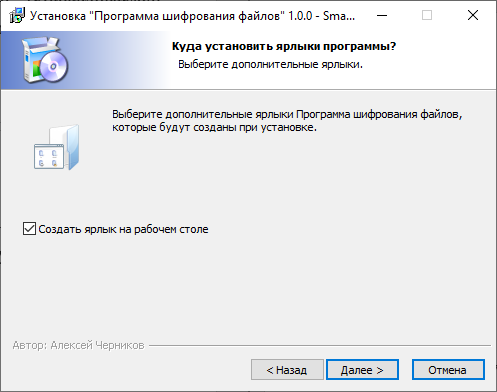 Установка "Программа шифрования файлов" 1.0.0 - Sma...
Куда установить ярлыки программы?
Выберите дополнительные ярлыки.
Выберите дополнительные ярлыки Программа шифрования файлов,
которые будут созданы при установке.
Создать ярлык на рабочем столе
Автор: Алексей Черников
< Назад
Далее >
Отмена